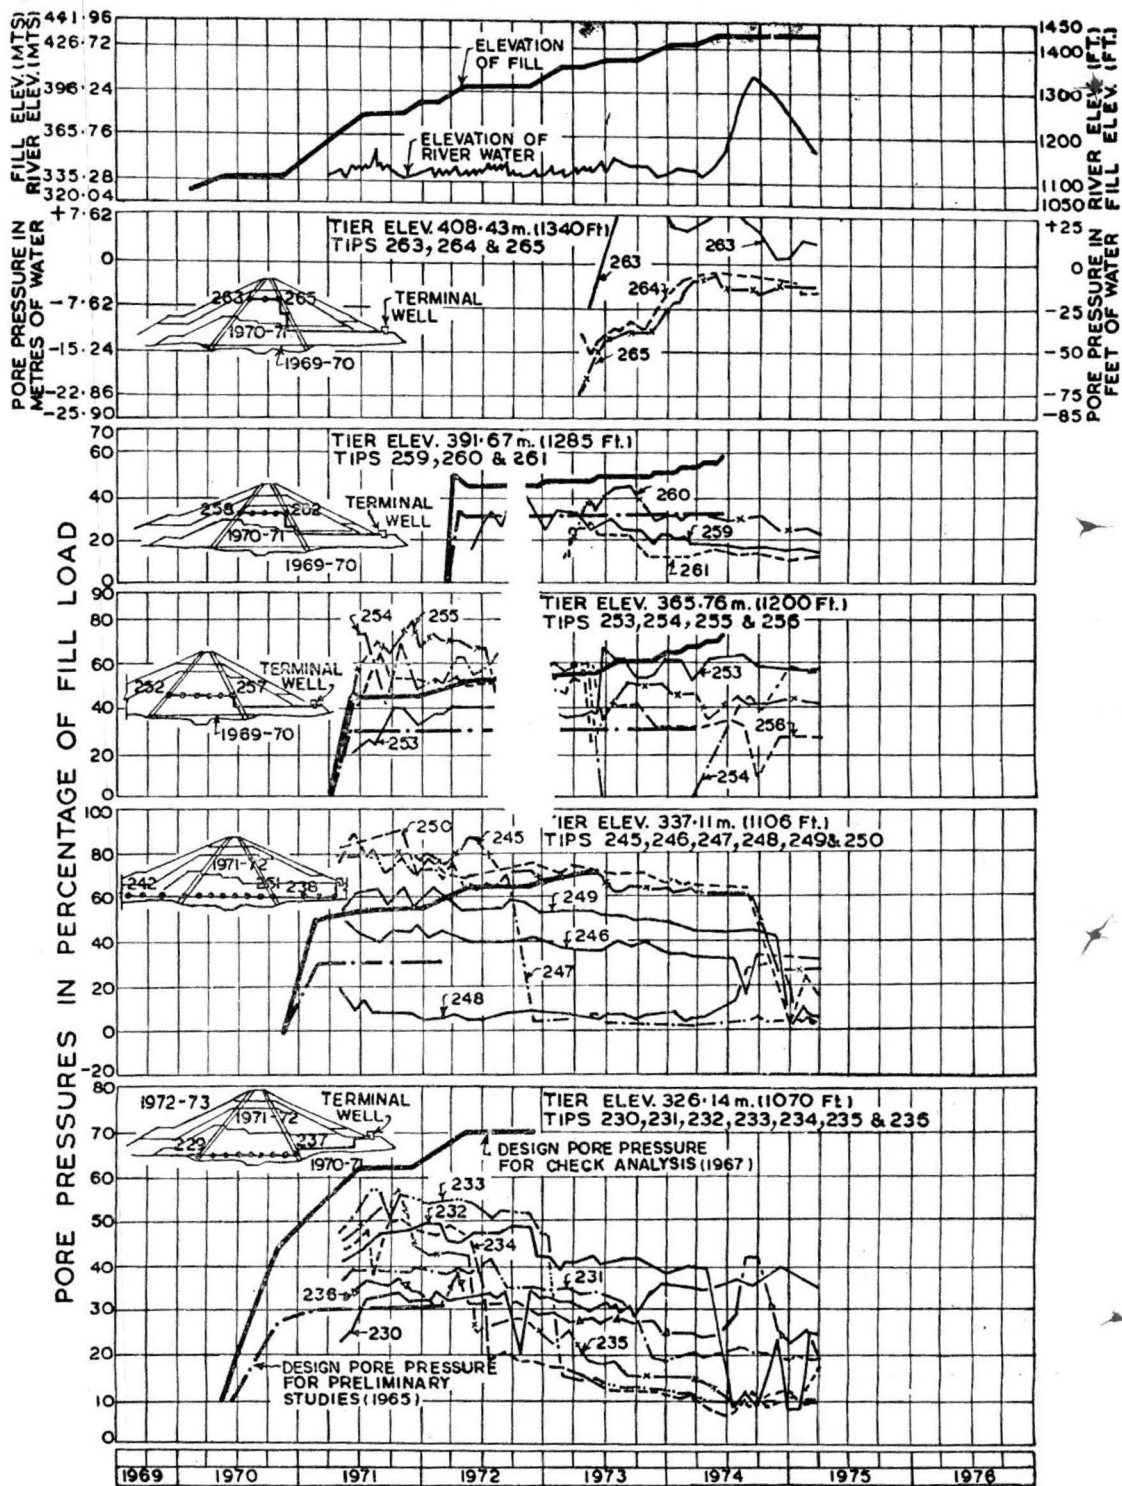 441.96
426.72
396.24
365.76
335.28
320.04
FILL ELEV.(MTS)
RIVER ELEV.(MTS)
ELEVATION
OF FILL
ELEVATION OF
RIVER WATER
1450
1400
1300
1200
1100
1050
RIVER ELEV.(FT.)
FILL ELEV. (FT.)
+7.62
0
-7.62
-15.24
-22.86
-25.90
PORE PRESSURE IN
METRES OF WATER
TIER ELEV. 408.43m.(1340Ft)
TIPS 263, 264 & 265
263
265
TERMINAL
WELL
1970-71
1969-70
263
263
264
265
+25
0
-25
-50
-75
-85
PORE PRESSURE IN
FEET OF WATER
PORE PRESSURES IN PERCENTAGE OF FILL LOAD
70
60
40
20
0
TIER ELEV. 391.67m.(1285 Ft.)
TIPS 259,260 & 261
258
262
TERMINAL
WELL
1970-71
1969-70
260
259
261
90
80
60
40
20
0
TIER ELEV. 365.76m.(1200 Ft.)
TIPS 253,254,255 & 256
252
257
TERMINAL
WELL
1969-70
254
255
253
253
256
254
100
80
60
40
20
0
-20
TIER ELEV. 337.11m.(1106 Ft.)
TIPS 245,246,247,248,249&250
1971-72
242
251
238
250
245
249
246
247
248
80
70
60
50
40
30
20
10
0
TIER ELEV. 326.14m.(1070 Ft)
TIPS 230,231,232,233,234,235 & 236
1972-73
1971-72
TERMINAL
WELL
229
237
1970-71
DESIGN PORE PRESSURE
FOR CHECK ANALYSIS(1967)
233
232
234
231
236
230
235
DESIGN PORE PRESSURE
FOR PRELIMINARY
STUDIES(1965)
1969
1970
1971
1972
1973
1974
1975
1976